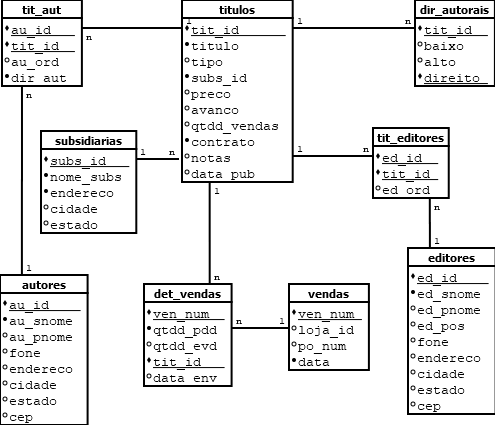 tit_aut
au_id
tit_id
au_ord
dir_aut
titulos
tit_id
titulo
tipo
subs_id
preco
avanco
qtdd_vendas
contrato
notas
data_pub
dir_autorais
tit_id
baixo
alto
direito
n
1
1
n
n
subsidiarias
subs_id
nome_subs
endereco
cidade
estado
1
n
1
n
tit_editores
ed_id
tit_id
ed_ord
1
n
n
1
1
autores
au_id
au_snome
au_pnome
fone
endereco
cidade
estado
cep
det_vendas
ven_num
qtdd_pdd
qtdd_evd
tit_id
data_env
n
1
vendas
ven_num
loja_id
po_num
data
editores
ed_id
ed_snome
ed_pnome
ed_pos
fone
endereco
cidade
estado
cep